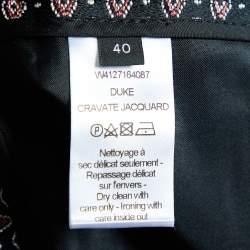 40
W4127164087
DUKE
CRAVATE JACQUARD
Nettoyage à
sec délicat seulement -
Repassage délicat
sur l'envers -
Dry clean with
care only - Ironing with
care inside out